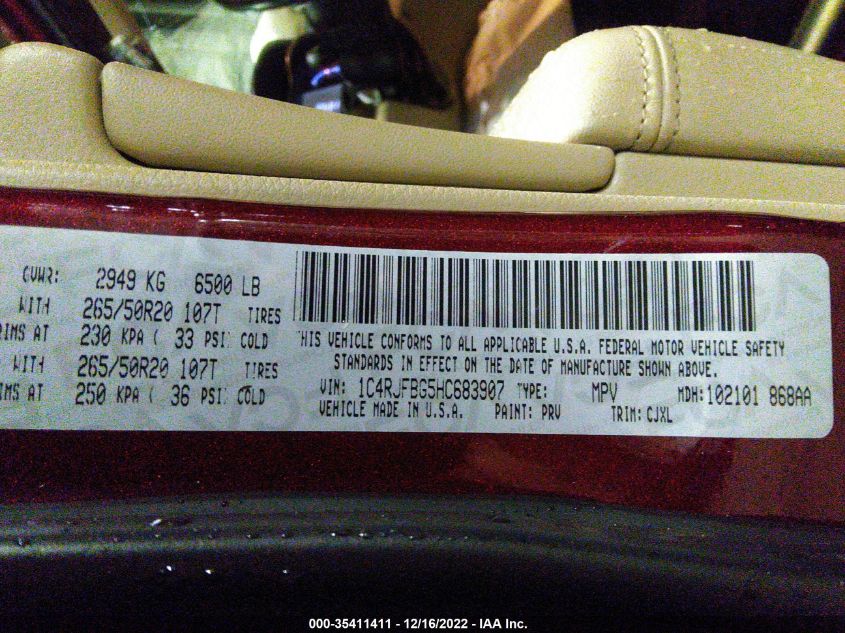 GVWR: 2949 KG 6500 LB
WITH 265/50R20 107T TIRES
RIMS AT 230 KPA ( 33 PSI) COLD
WITH 265/50R20 107T TIRES
RIMS AT 250 KPA ( 36 PSI) COLD
THIS VEHICLE CONFORMS TO ALL APPLICABLE U.S.A. FEDERAL MOTOR VEHICLE SAFETY
STANDARDS IN EFFECT ON THE DATE OF MANUFACTURE SHOWN ABOVE.
VIN: 1C4RJFBG5HC683907 TYPE: MPV MDH:102101 868AA
VEHICLE MADE IN U.S.A. PAINT: PRV TRIM: CJXL
000-35411411 - 12/16/2022 - IAA Inc.